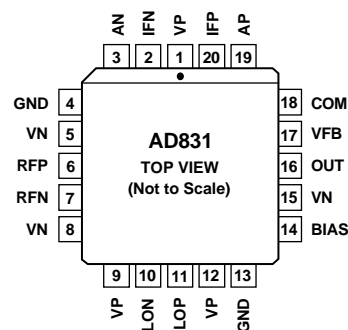 AN IFN VP IFP AP
3 2 1 20 19
GND 4
VN 5
RFP 6
RFN 7
VN 8
AD831
TOP VIEW
(Not to Scale)
18 COM
17 VFB
16 OUT
15 VN
14 BIAS
9 10 11 12 13
VP LON LOP VP GND